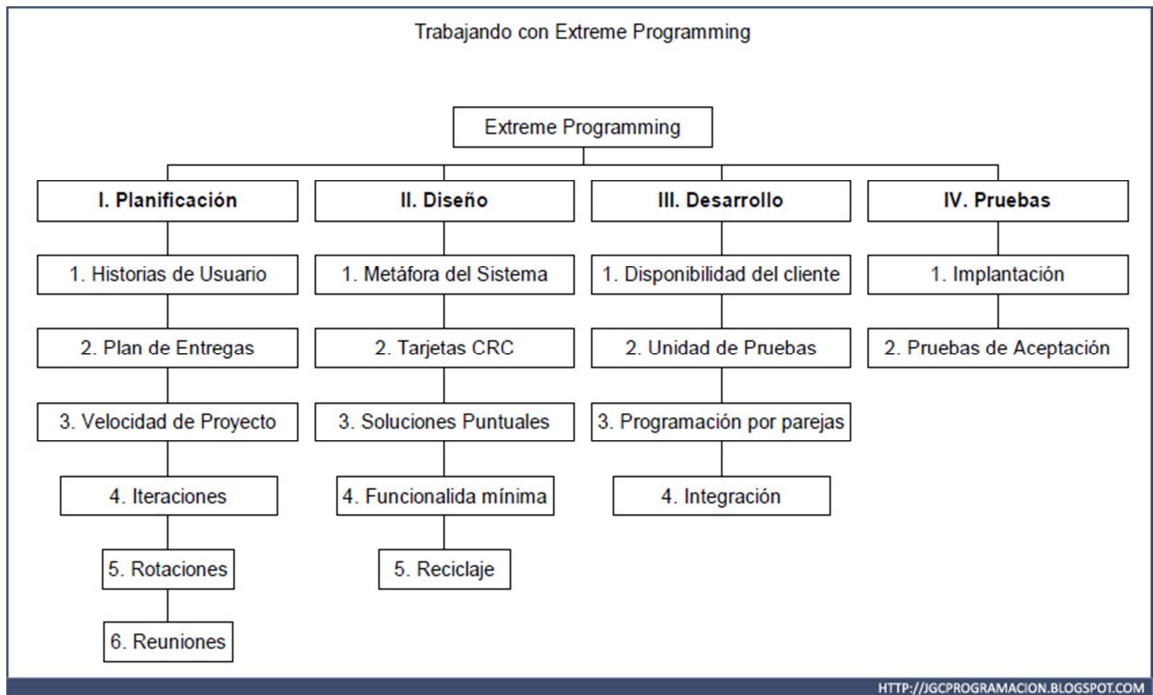 Trabajando con Extreme Programming
Extreme Programming
I. Planificación
1. Historias de Usuario
2. Plan de Entregas
3. Velocidad de Proyecto
4. Iteraciones
5. Rotaciones
6. Reuniones
II. Diseño
1. Metáfora del Sistema
2. Tarjetas CRC
3. Soluciones Puntuales
4. Funcionalida mínima
5. Reciclaje
III. Desarrollo
1. Disponibilidad del cliente
2. Unidad de Pruebas
3. Programación por parejas
4. Integración
IV. Pruebas
1. Implantación
2. Pruebas de Aceptación
HTTP://JGCPROGRAMACION.BLOGSPOT.COM